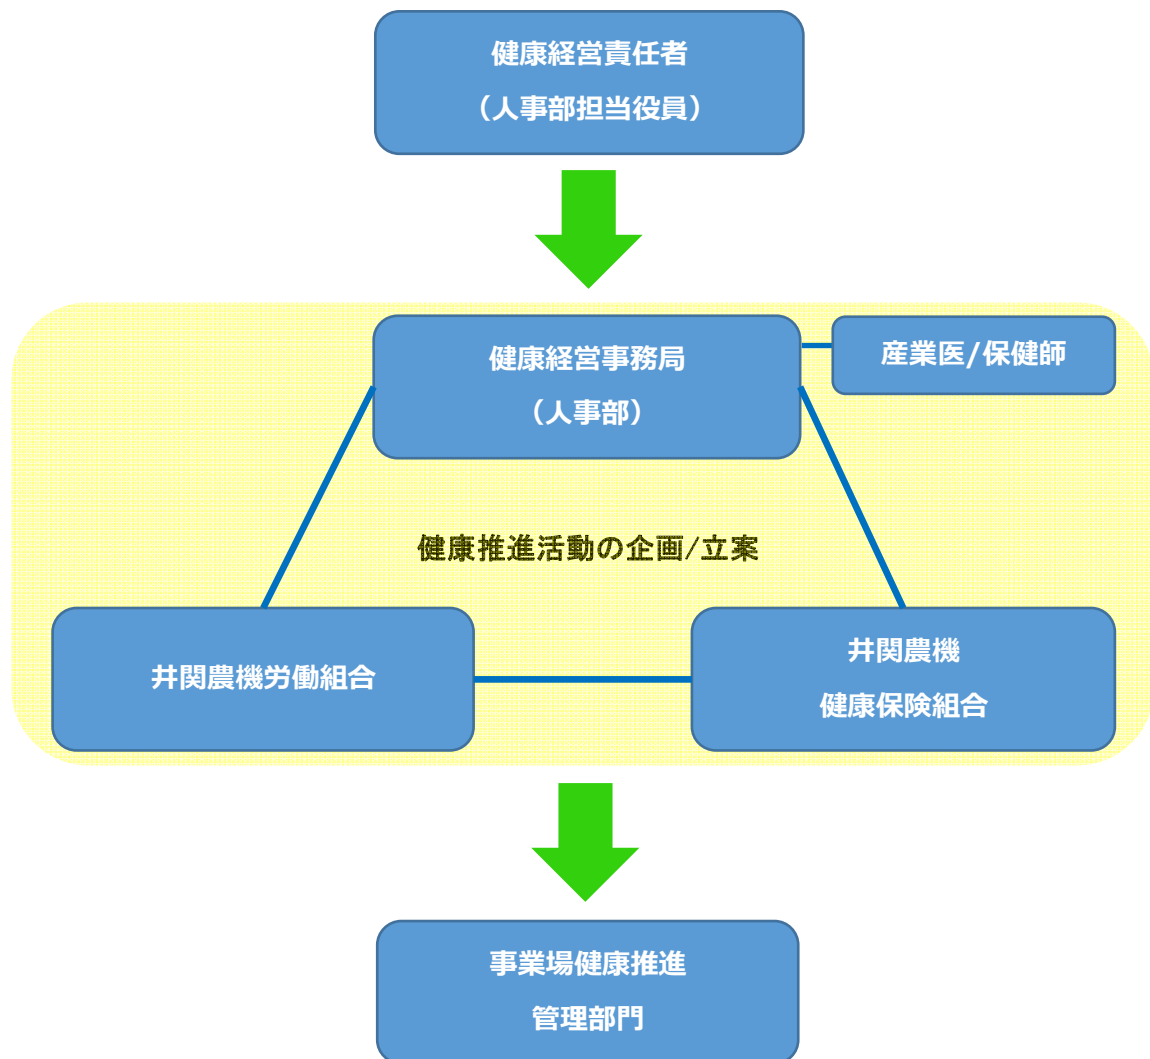 健康経営責任者
（人事部担当役員）
健康経営事務局
（人事部）
産業医/保健師
健康推進活動の企画/立案
井関農機労働組合
井関農機
健康保険組合
事業場健康推進
管理部門